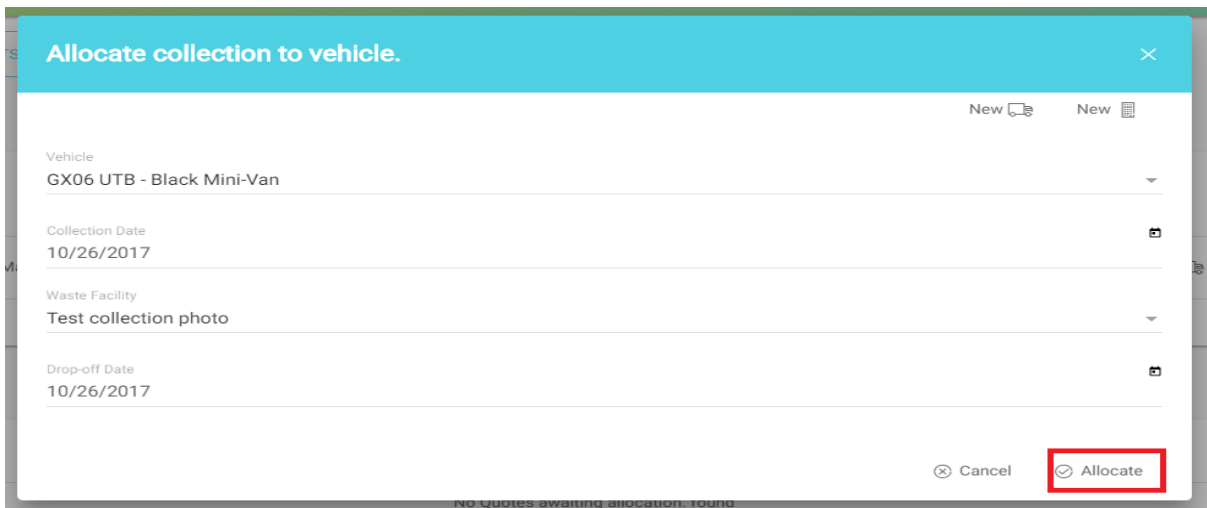 Allocate collection to vehicle.
New New
Vehicle
GX06 UTB - Black Mini-Van
Collection Date
10/26/2017
Waste Facility
Test collection photo
Drop-off Date
10/26/2017
Cancel Allocate
No Quotes awaiting allocation. found